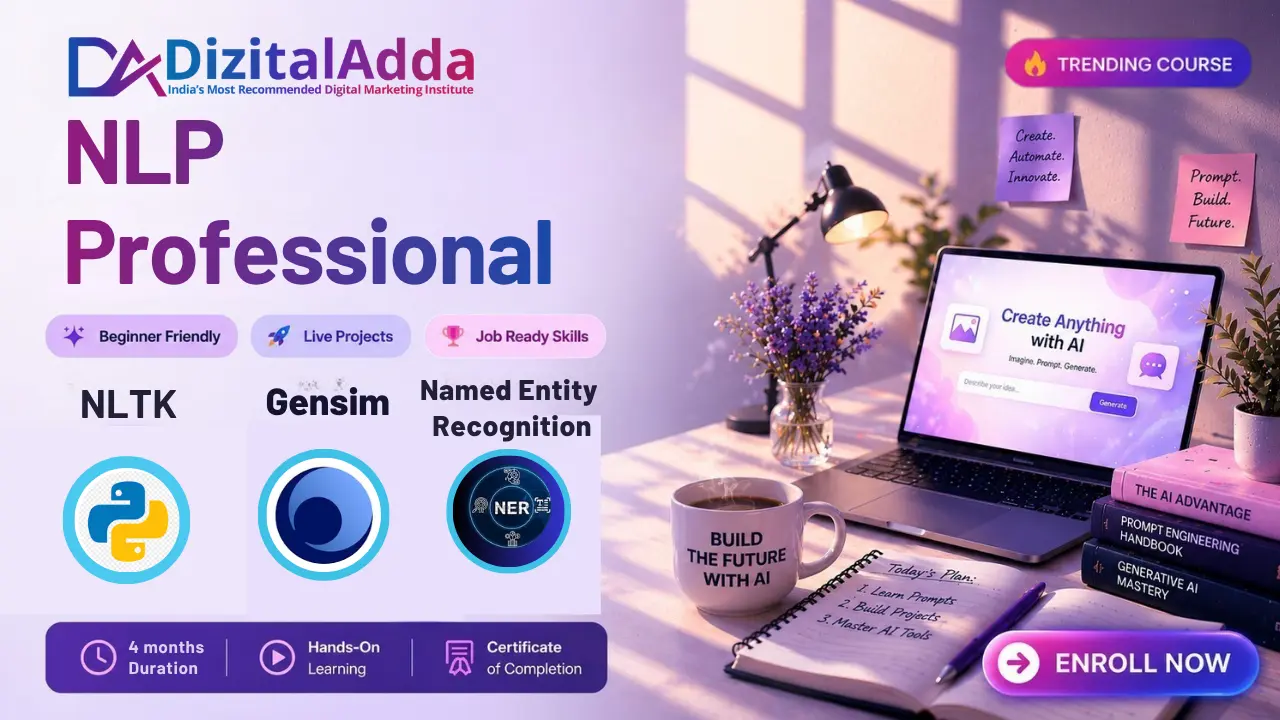 DA DizitalAdda
India's Most Recommended Digital Marketing Institute
TRENDING COURSE
NLP
Professional
Beginner Friendly
Live Projects
Job Ready Skills
NLTK
Gensim
Named Entity
Recognition
NER
4 months
Duration
Hands-On
Learning
Certificate
of Completion
Create.
Automate.
Innovate.
Prompt.
Build.
Future.
Create Anything
with AI
Imagine. Prompt. Generate.
Describe your idea...
Generate
BUILD
THE FUTURE
WITH AI
THE AI ADVANTAGE
PROMPT ENGINEERING
HANDBOOK
GENERATIVE AI
MASTERY
Today's Plan:
1. Learn Prompts
2. Build Projects
3. Master AI Tools
ENROLL NOW